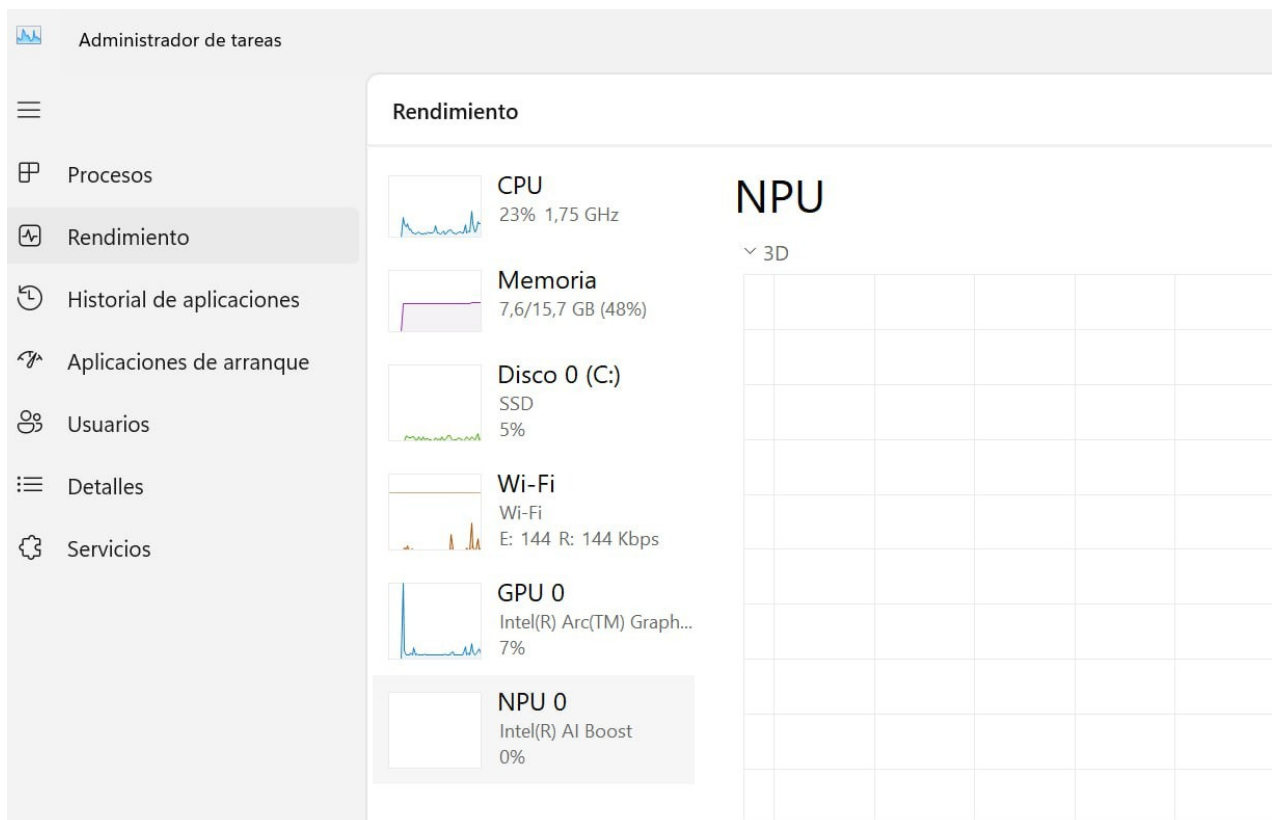 Administrador de tareas
Procesos
Rendimiento
Historial de aplicaciones
Aplicaciones de arranque
Usuarios
Detalles
Servicios
Rendimiento
CPU
23% 1,75 GHz
Memoria
7,6/15,7 GB (48%)
Disco 0 (C:)
SSD
5%
Wi-Fi
Wi-Fi
E: 144 R: 144 Kbps
GPU 0
Intel(R) Arc(TM) Graph...
7%
NPU 0
Intel(R) AI Boost
0%
NPU
3D